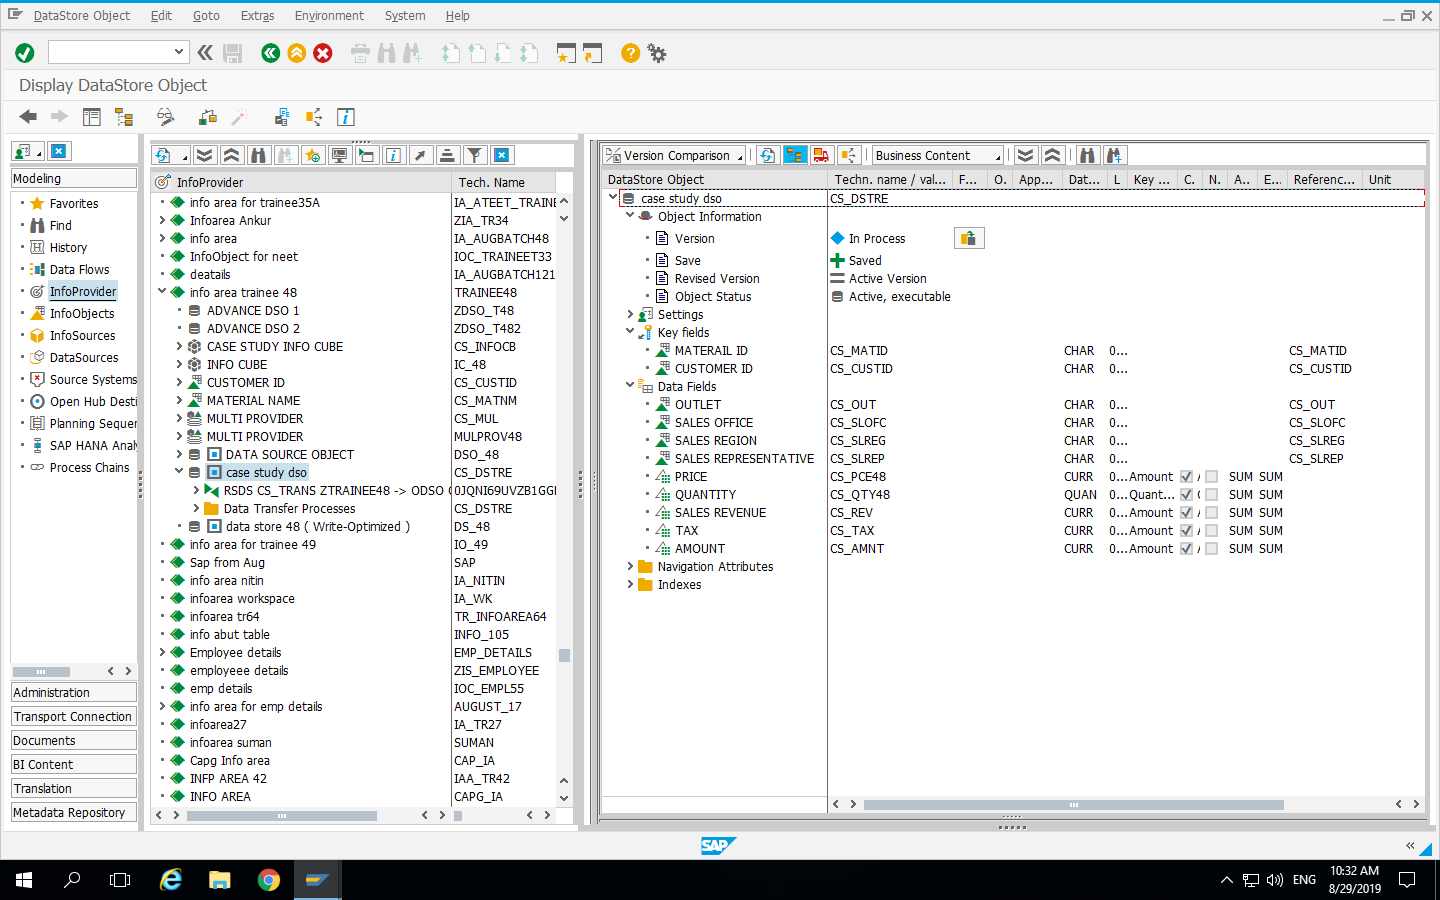 DataStore Object Edit Goto Extras Environment System Help
Display DataStore Object
Modeling
Favorites
Find
History
Data Flows
InfoProvider
InfoObjects
InfoSources
DataSources
Source Systems
Open Hub Desti
Planning Sequer
SAP HANA Anal
Process Chains
Administration
Transport Connection
Documents
BI Content
Translation
Metadata Repository
InfoProvider Tech. Name
info area for trainee35A IA_ATEET_TRAINE
Infoarea Ankur ZIA_TR34
info area IA_AUGBATCH48
InfoObject for neet IOC_TRAINEET33
deatails IA_AUGBATCH121
info area trainee 48 TRAINEE48
ADVANCE DSO 1 ZDSO_T48
ADVANCE DSO 2 ZDSO_T482
CASE STUDY INFO CUBE CS_INFOCB
INFO CUBE IC_48
CUSTOMER ID CS_CUSTID
MATERIAL NAME CS_MATNM
MULTI PROVIDER CS_MUL
MULTI PROVIDER MULPROV48
DATA SOURCE OBJECT DSO_48
case study dso CS_DSTRE
RSDS CS_TRANS ZTRAINEE48 -> ODSO C 0JQNI69UVZB1GGI
Data Transfer Processes CS_DSTRE
data store 48 ( Write-Optimized ) DS_48
info area for trainee 49 IO_49
Sap from Aug SAP
info area nitin IA_NITIN
infoarea workspace IA_WK
infoarea tr64 TR_INFOAREA64
info abut table INFO_105
Employee details EMP_DETAILS
employeee details ZIS_EMPLOYEE
emp details IOC_EMPL55
info area for emp details AUGUST_17
infoarea27 IA_TR27
infoarea suman SUMAN
Capg Info area CAP_IA
INFP AREA 42 IAA_TR42
INFO AREA CAPG_IA
Version Comparison Business Content
DataStore Object Techn. name / val... F... O. App... Dat... L Key ... C. N. A.. E... Referenc... Unit
case study dso CS_DSTRE
Object Information
Version In Process
Save Saved
Revised Version Active Version
Object Status Active, executable
Settings
Key fields
MATERAIL ID CS_MATID CHAR 0... CS_MATID
CUSTOMER ID CS_CUSTID CHAR 0... CS_CUSTID
Data Fields
OUTLET CS_OUT CHAR 0... CS_OUT
SALES OFFICE CS_SLOFC CHAR 0... CS_SLOFC
SALES REGION CS_SLREG CHAR 0... CS_SLREG
SALES REPRESENTATIVE CS_SLREP CHAR 0... CS_SLREP
PRICE CS_PCE48 CURR 0... Amount SUM SUM
QUANTITY CS_QTY48 QUAN 0... Quant... SUM SUM
SALES REVENUE CS_REV CURR 0... Amount SUM SUM
TAX CS_TAX CURR 0... Amount SUM SUM
AMOUNT CS_AMNT CURR 0... Amount SUM SUM
Navigation Attributes
Indexes
SAP
ENG
10:32 AM
8/29/2019